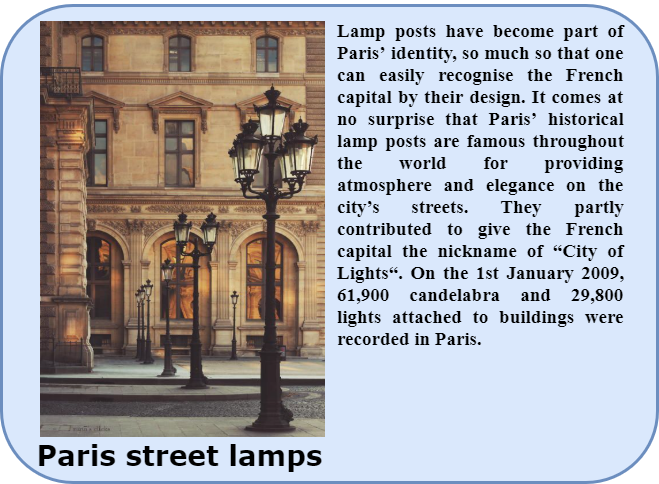 Lamp posts have become part of
Paris’ identity, so much so that one
can easily recognise the French
capital by their design. It comes at
no surprise that Paris’ historical
lamp posts are famous throughout
the world for providing
atmosphere and elegance on the
city’s streets. They partly
contributed to give the French
capital the nickname of “City of
Lights“. On the 1st January 2009,
61,900 candelabra and 29,800
lights attached to buildings were
recorded in Paris.
Paris street lamps